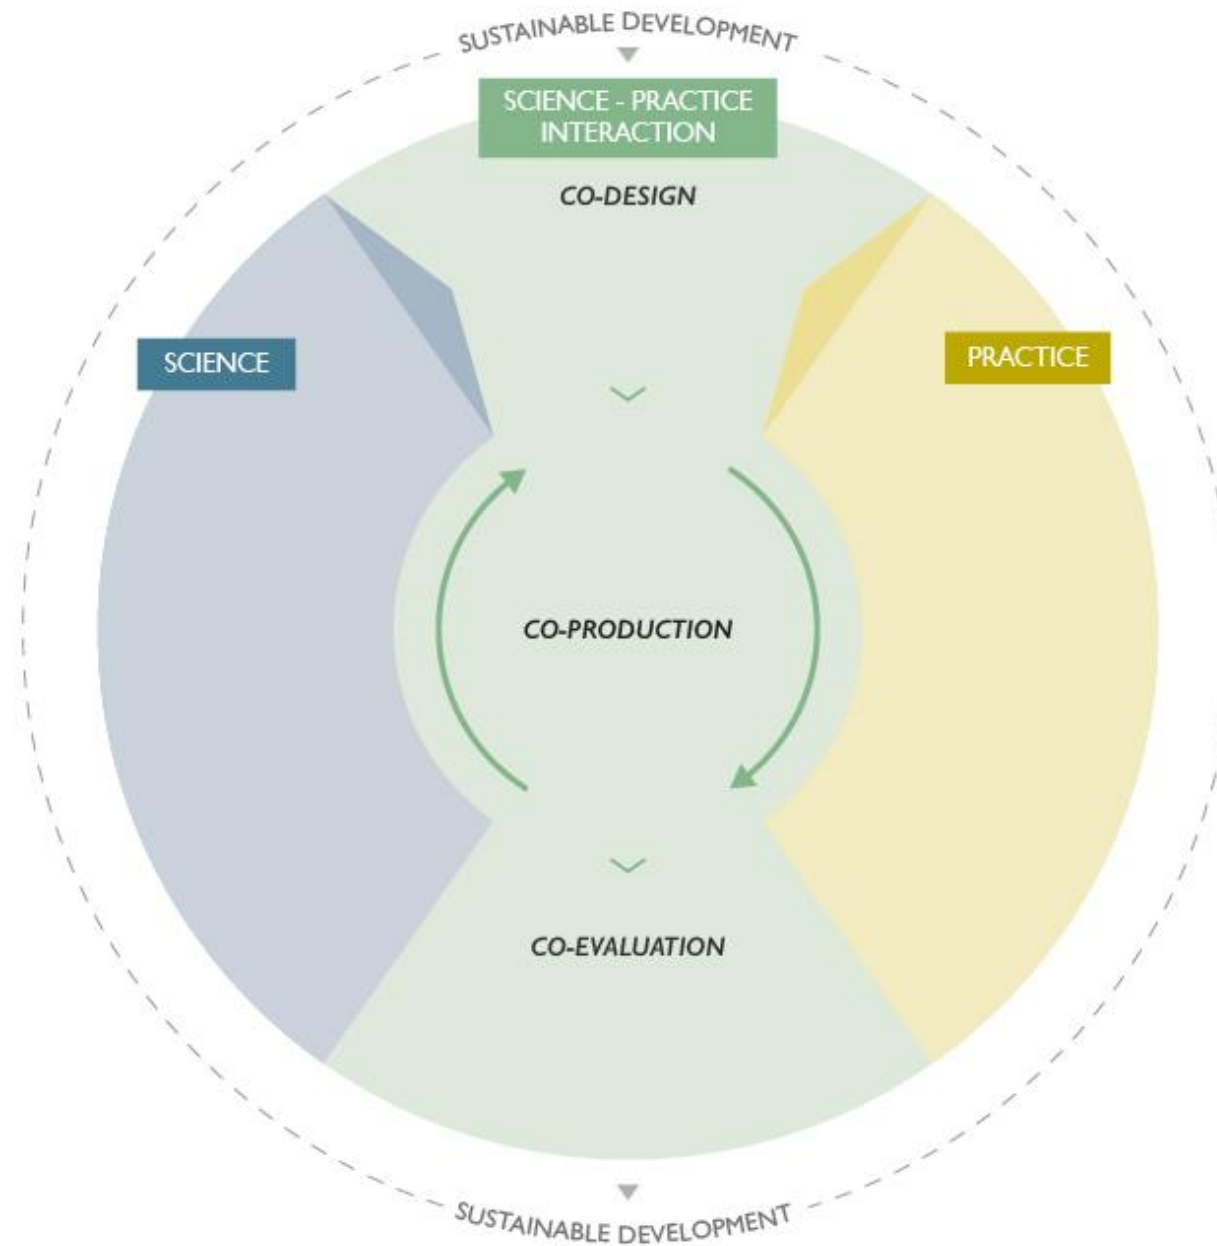 SUSTAINABLE DEVELOPMENT
SCIENCE - PRACTICE
INTERACTION
CO-DESIGN
SCIENCE
PRACTICE
CO-PRODUCTION
CO-EVALUATION
SUSTAINABLE DEVELOPMENT